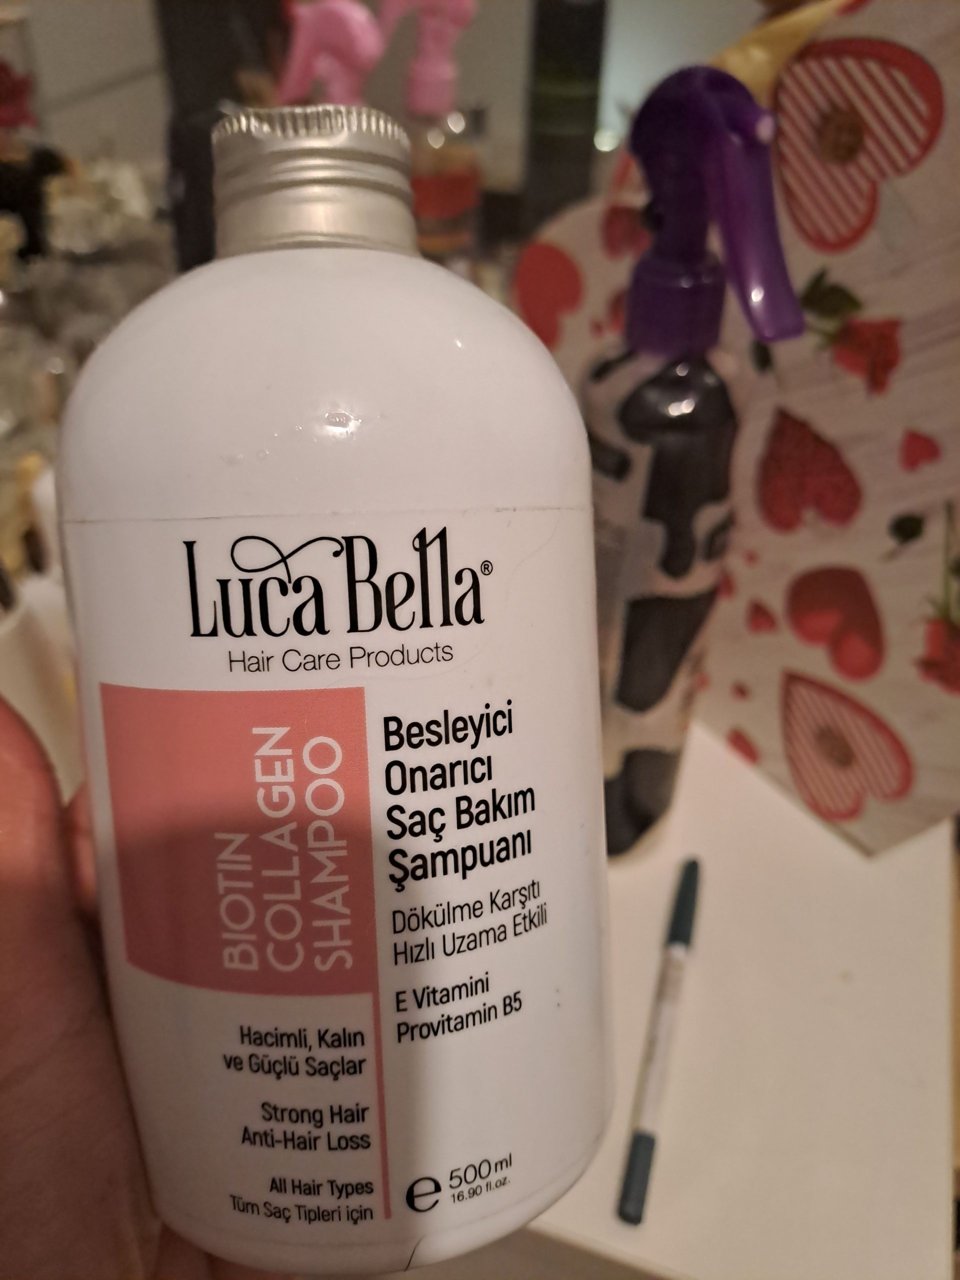 Luca Bella®
Hair Care Products
BIOTIN
COLLAGEN
SHAMPOO
Besleyici
Onarıcı
Saç Bakım
Şampuanı
Dökülme Karşıtı
Hızlı Uzama Etkili
E Vitamini
Provitamin B5
Hacimli, Kalın
ve Güçlü Saçlar
Strong Hair
Anti-Hair Loss
All Hair Types
Tüm Saç Tipleri için
e 500 ml
16.90 fl.oz.